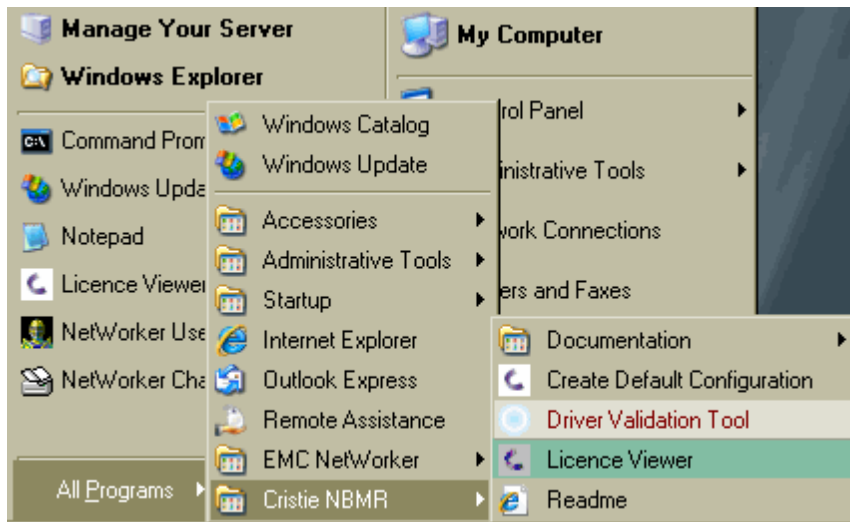 Manage Your Server
Windows Explorer
Command Prom
Windows Upda
Notepad
Licence Viewer
NetWorker Use
NetWorker Cha
All Programs
My Computer
rol Panel
inistrative Tools
work Connections
ers and Faxes
Windows Catalog
Windows Update
Accessories
Administrative Tools
Startup
Internet Explorer
Outlook Express
Remote Assistance
EMC NetWorker
Cristie NBMR
Documentation
Create Default Configuration
Driver Validation Tool
Licence Viewer
Readme